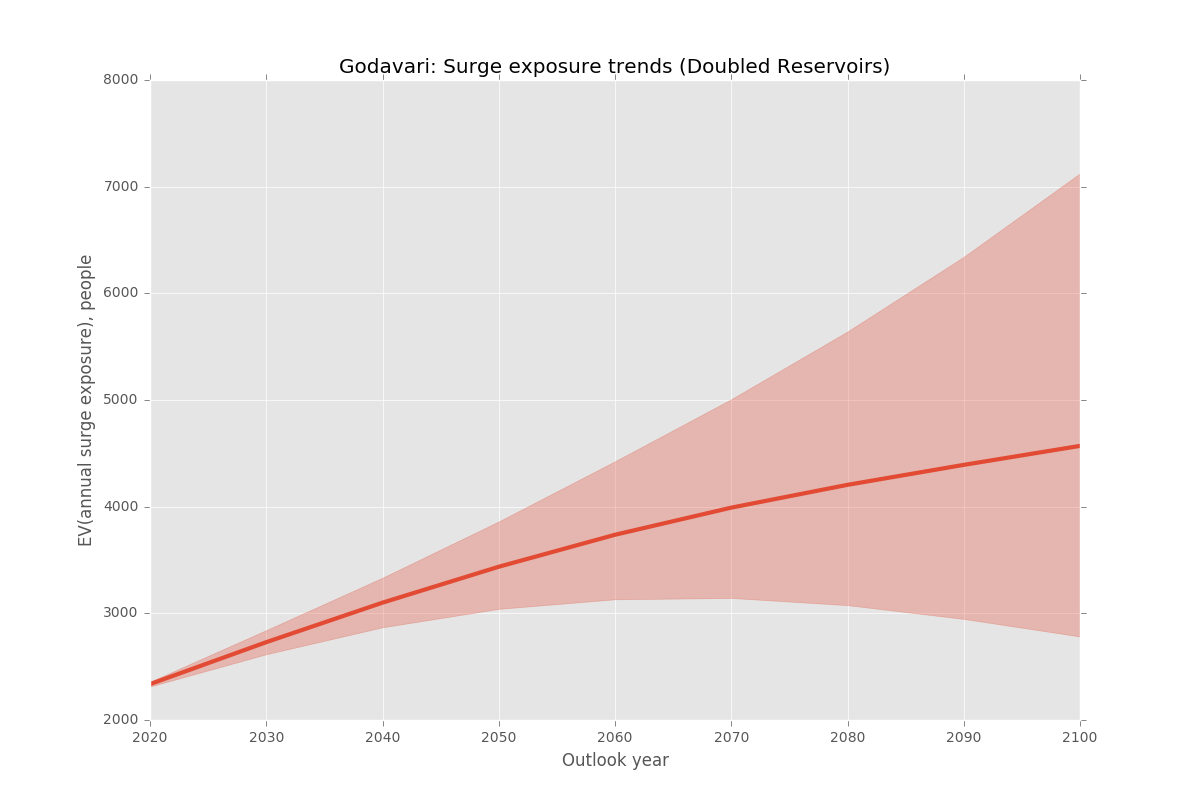 Godavari: Surge exposure trends (Doubled Reservoirs)
8000
7000
6000
5000
4000
3000
2000
EV(annual surge exposure), people
2020 2030 2040 2050 2060 2070 2080 2090 2100
Outlook year